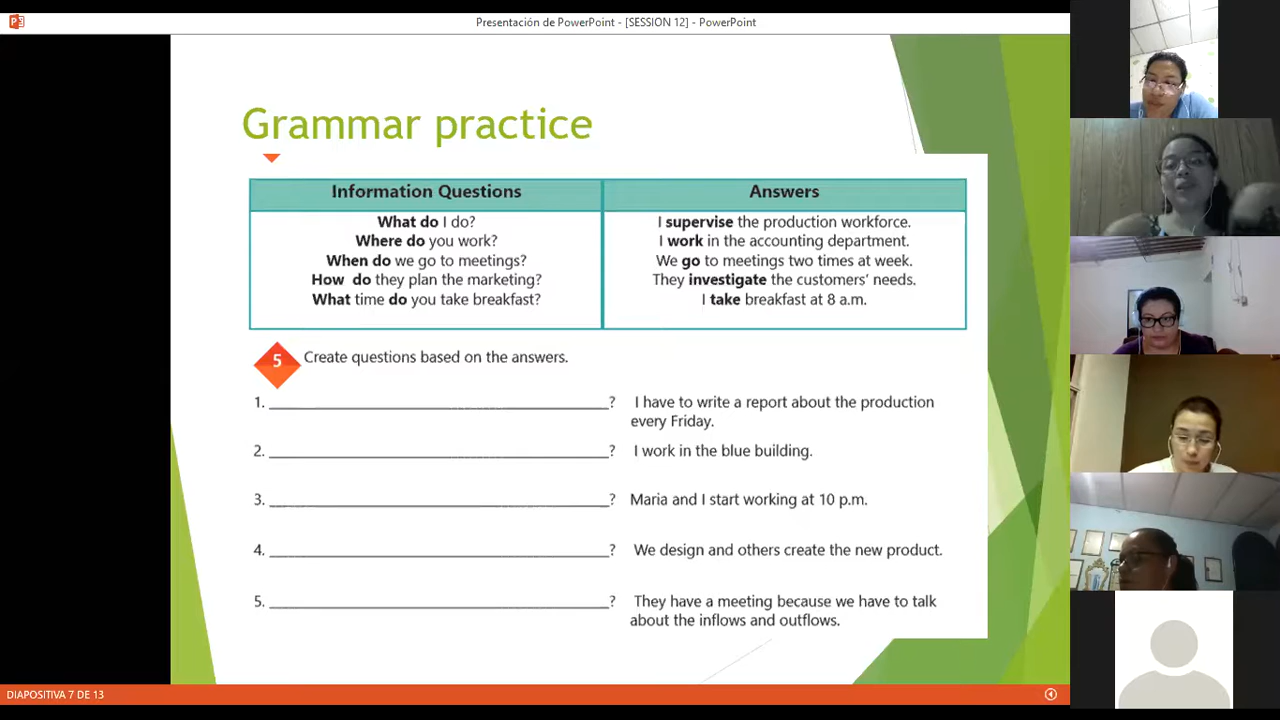 Presentación de PowerPoint - [SESSION 12] - PowerPoint
Grammar practice
Information Questions
Answers
What do I do?
I supervise the production workforce.
Where do you work?
I work in the accounting department.
When do we go to meetings?
We go to meetings two times at week.
How do they plan the marketing?
They investigate the customers' needs.
What time do you take breakfast?
I take breakfast at 8 a.m.
5 Create questions based on the answers.
1. ______________________________? I have to write a report about the production
every Friday.
2. ______________________________? I work in the blue building.
3. ______________________________? Maria and I start working at 10 p.m.
4. ______________________________? We design and others create the new product.
5. ______________________________? They have a meeting because we have to talk
about the inflows and outflows.
DIAPOSITIVA 7 DE 13